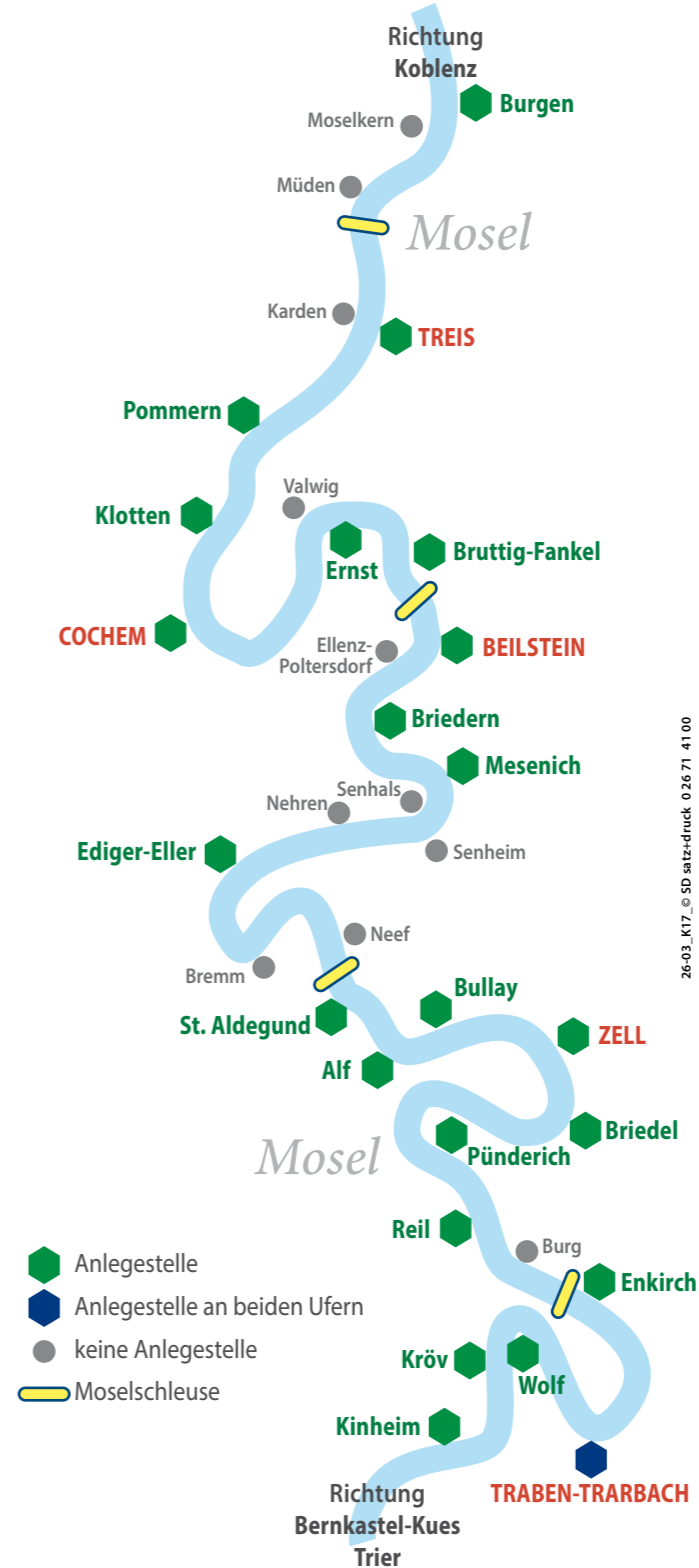 Richtung
Koblenz
Burgen
Moselkern
Müden
Mosel
Karden
TREIS
Pommern
Valwig
Klotten
Ernst
Bruttig-Fankel
COCHEM
Ellenz-
Poltersdorf
BEILSTEIN
Briedern
Mesenich
Senhals
Nehren
Ediger-Eller
Senheim
Neef
Bremm
Bullay
St. Aldegund
ZELL
Alf
Briedel
Mosel
Pünderich
Reil
Burg
Enkirch
Anlegestelle
Anlegestelle an beiden Ufern
keine Anlegestelle
Moselschleuse
Kröv
Wolf
Kinheim
TRABEN-TRARBACH
Richtung
Bernkastel-Kues
Trier
26-03_K17_© SD satz+druck 0 26 71 41 00